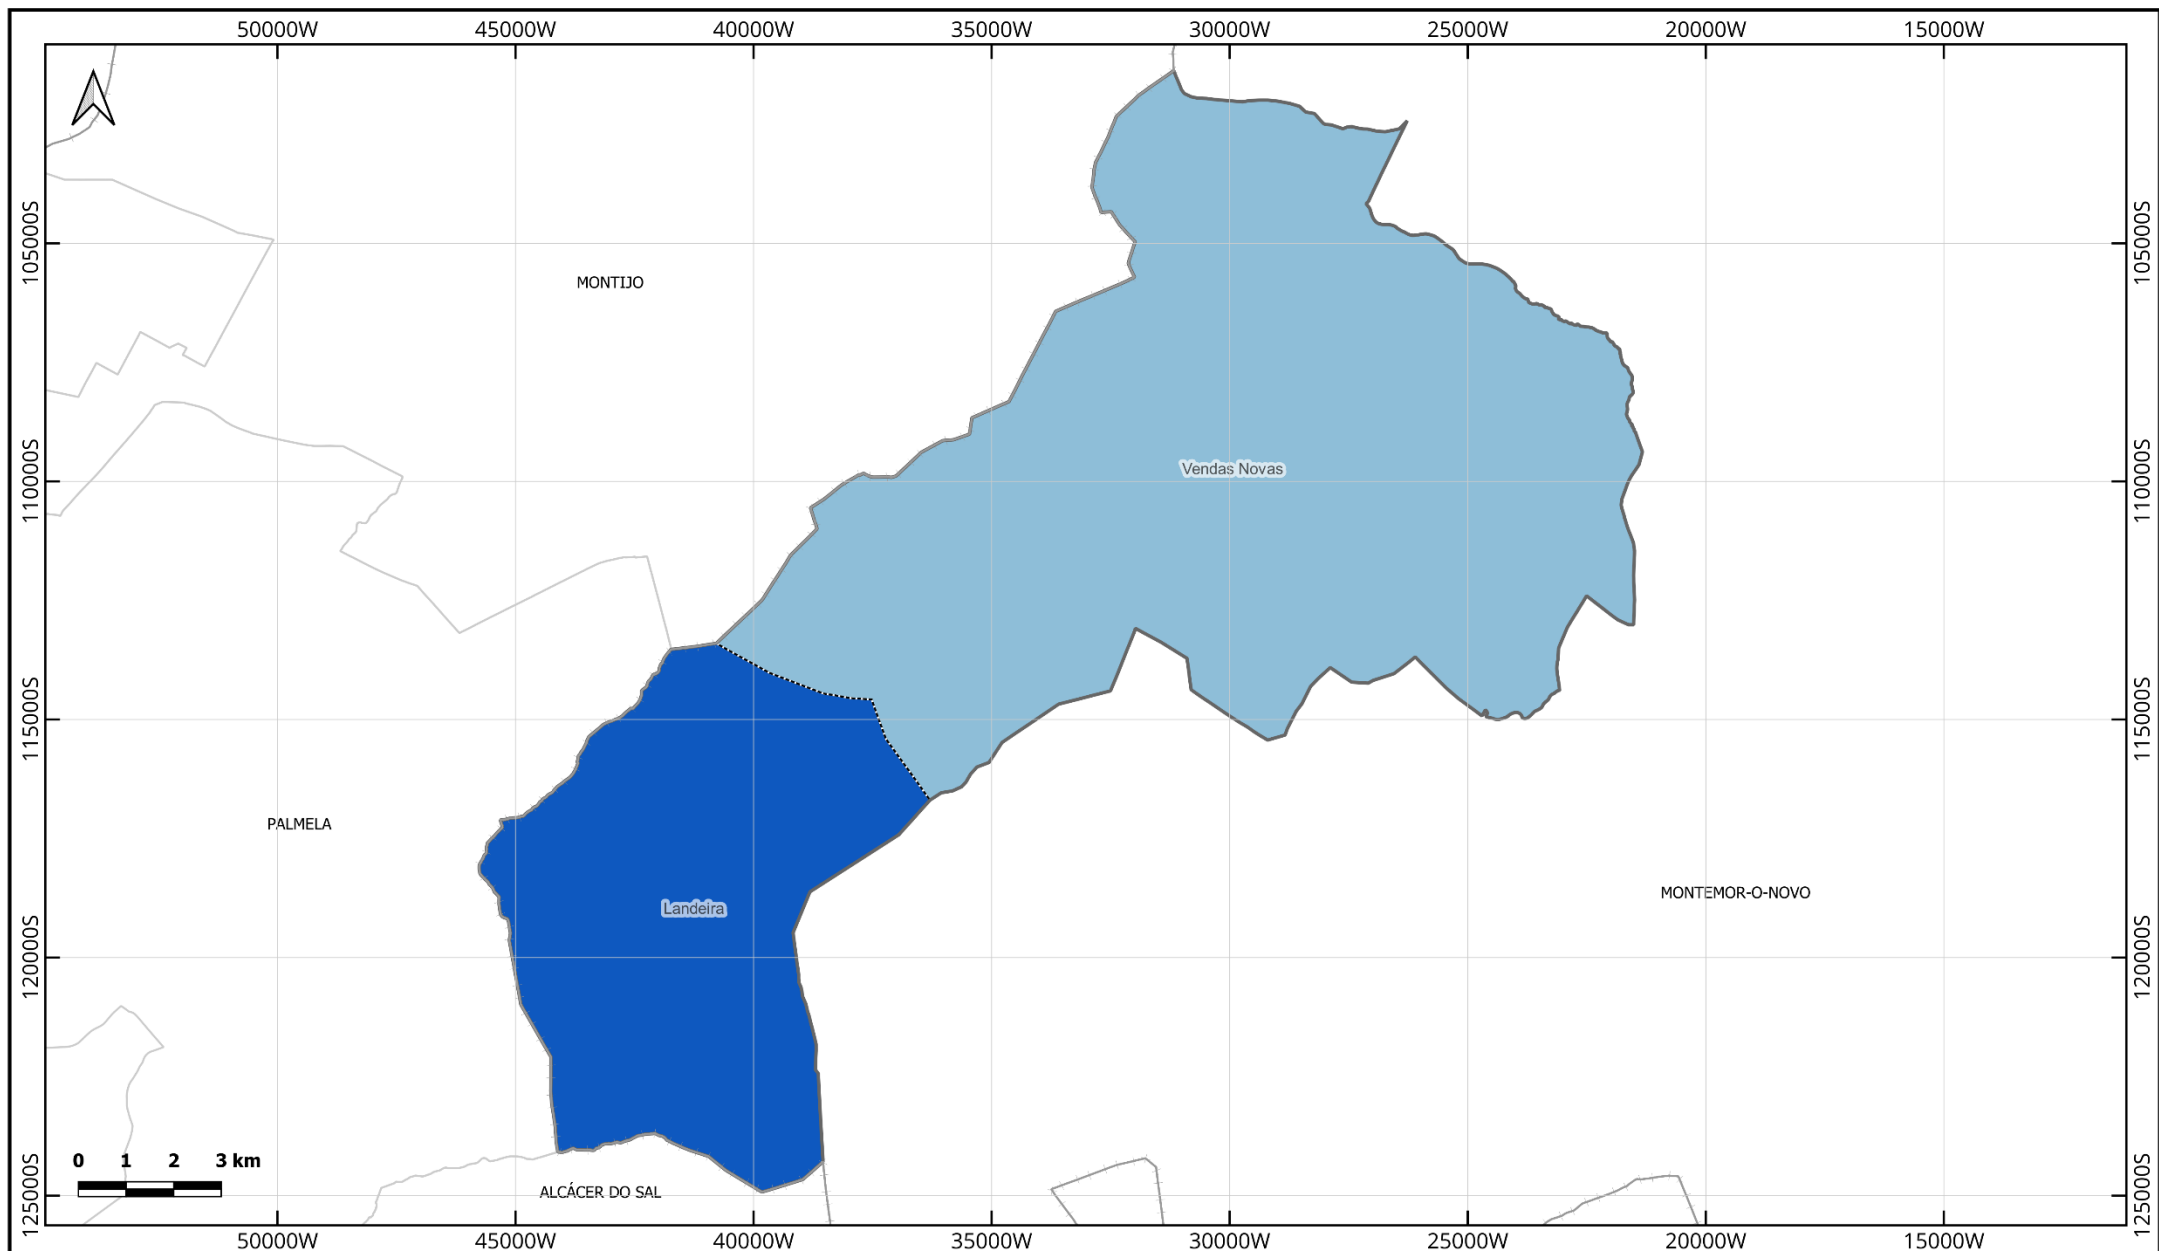 50000W 45000W 40000W 35000W 30000W 25000W 20000W 15000W
105000S 105000S
MONTIJO
Vendas Novas
110000S 110000S
115000S 115000S
PALMELA
MONTEMOR-O-NOVO
Landeira
120000S 120000S
0 1 2 3 km
ALCÁCER DO SAL
125000S 125000S
50000W 45000W 40000W 35000W 30000W 25000W 20000W 15000W